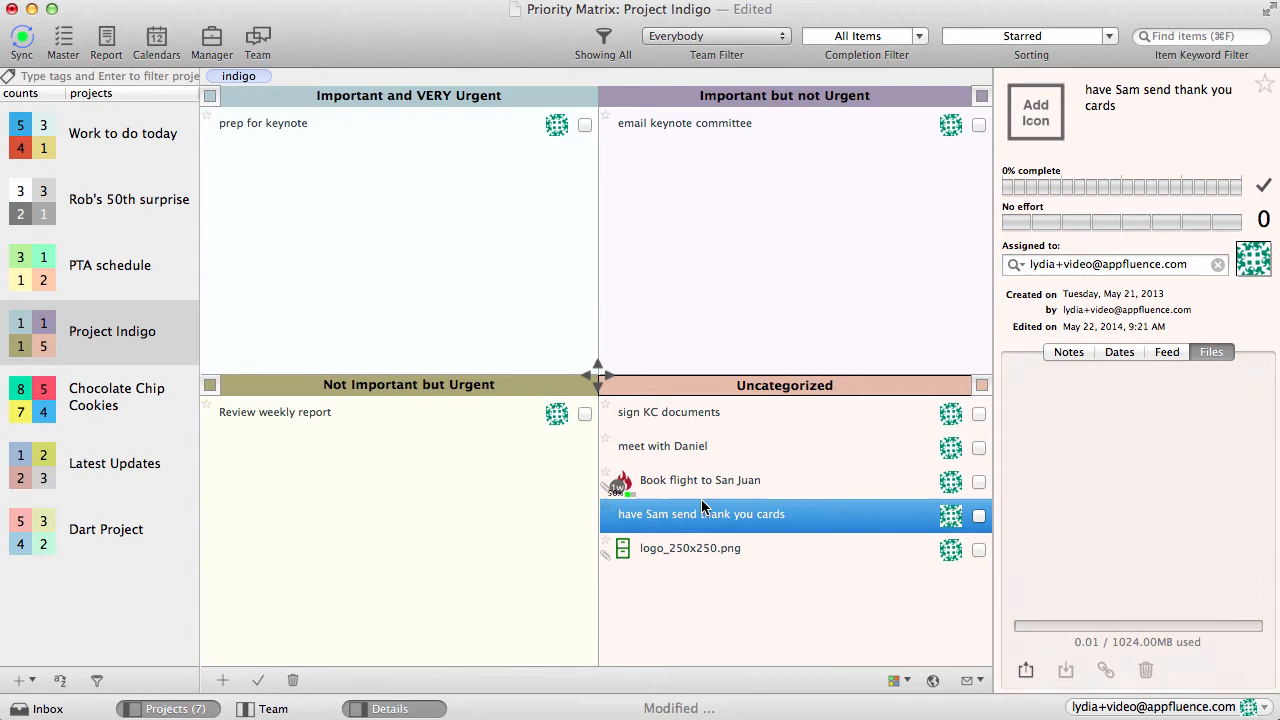 Priority Matrix: Project Indigo — Edited
Sync
Master
Report
12
Calendars
Manager
Team
Showing All
Everybody
Team Filter
All Items
Completion Filter
Starred
Sorting
Find items (⌘F)
Item Keyword Filter
Type tags and Enter to filter proje
indigo
counts
projects
5 3
4 1
Work to do today
3 3
2 1
Rob's 50th surprise
3 1
1 2
PTA schedule
1 1
1 5
Project Indigo
8 5
7 4
Chocolate Chip
Cookies
1 2
2 3
Latest Updates
5 3
4 2
Dart Project
Important and VERY Urgent
prep for keynote
Important but not Urgent
email keynote committee
Not Important but Urgent
Review weekly report
Uncategorized
sign KC documents
meet with Daniel
1w
50%
Book flight to San Juan
have Sam send thank you cards
logo_250x250.png
Add
Icon
have Sam send thank you
cards
0% complete
No effort
0
Assigned to:
lydia+video@appfluence.com
Created on Tuesday, May 21, 2013
by lydia+video@appfluence.com
Edited on May 22, 2014, 9:21 AM
Notes
Dates
Feed
Files
0.01 / 1024.00MB used
Inbox
Projects (7)
Team
Details
Modified ...
lydia+video@appfluence.com